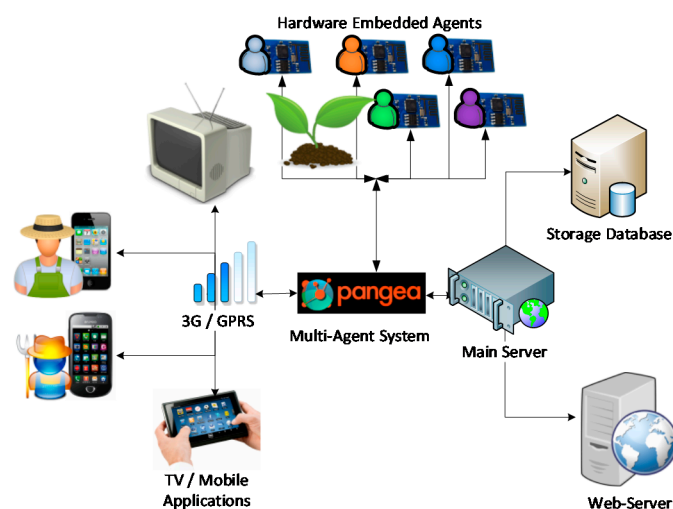 Hardware Embedded Agents
Storage Database
3G / GPRS
pangea
Multi-Agent System
Main Server
TV / Mobile
Applications
Web-Server